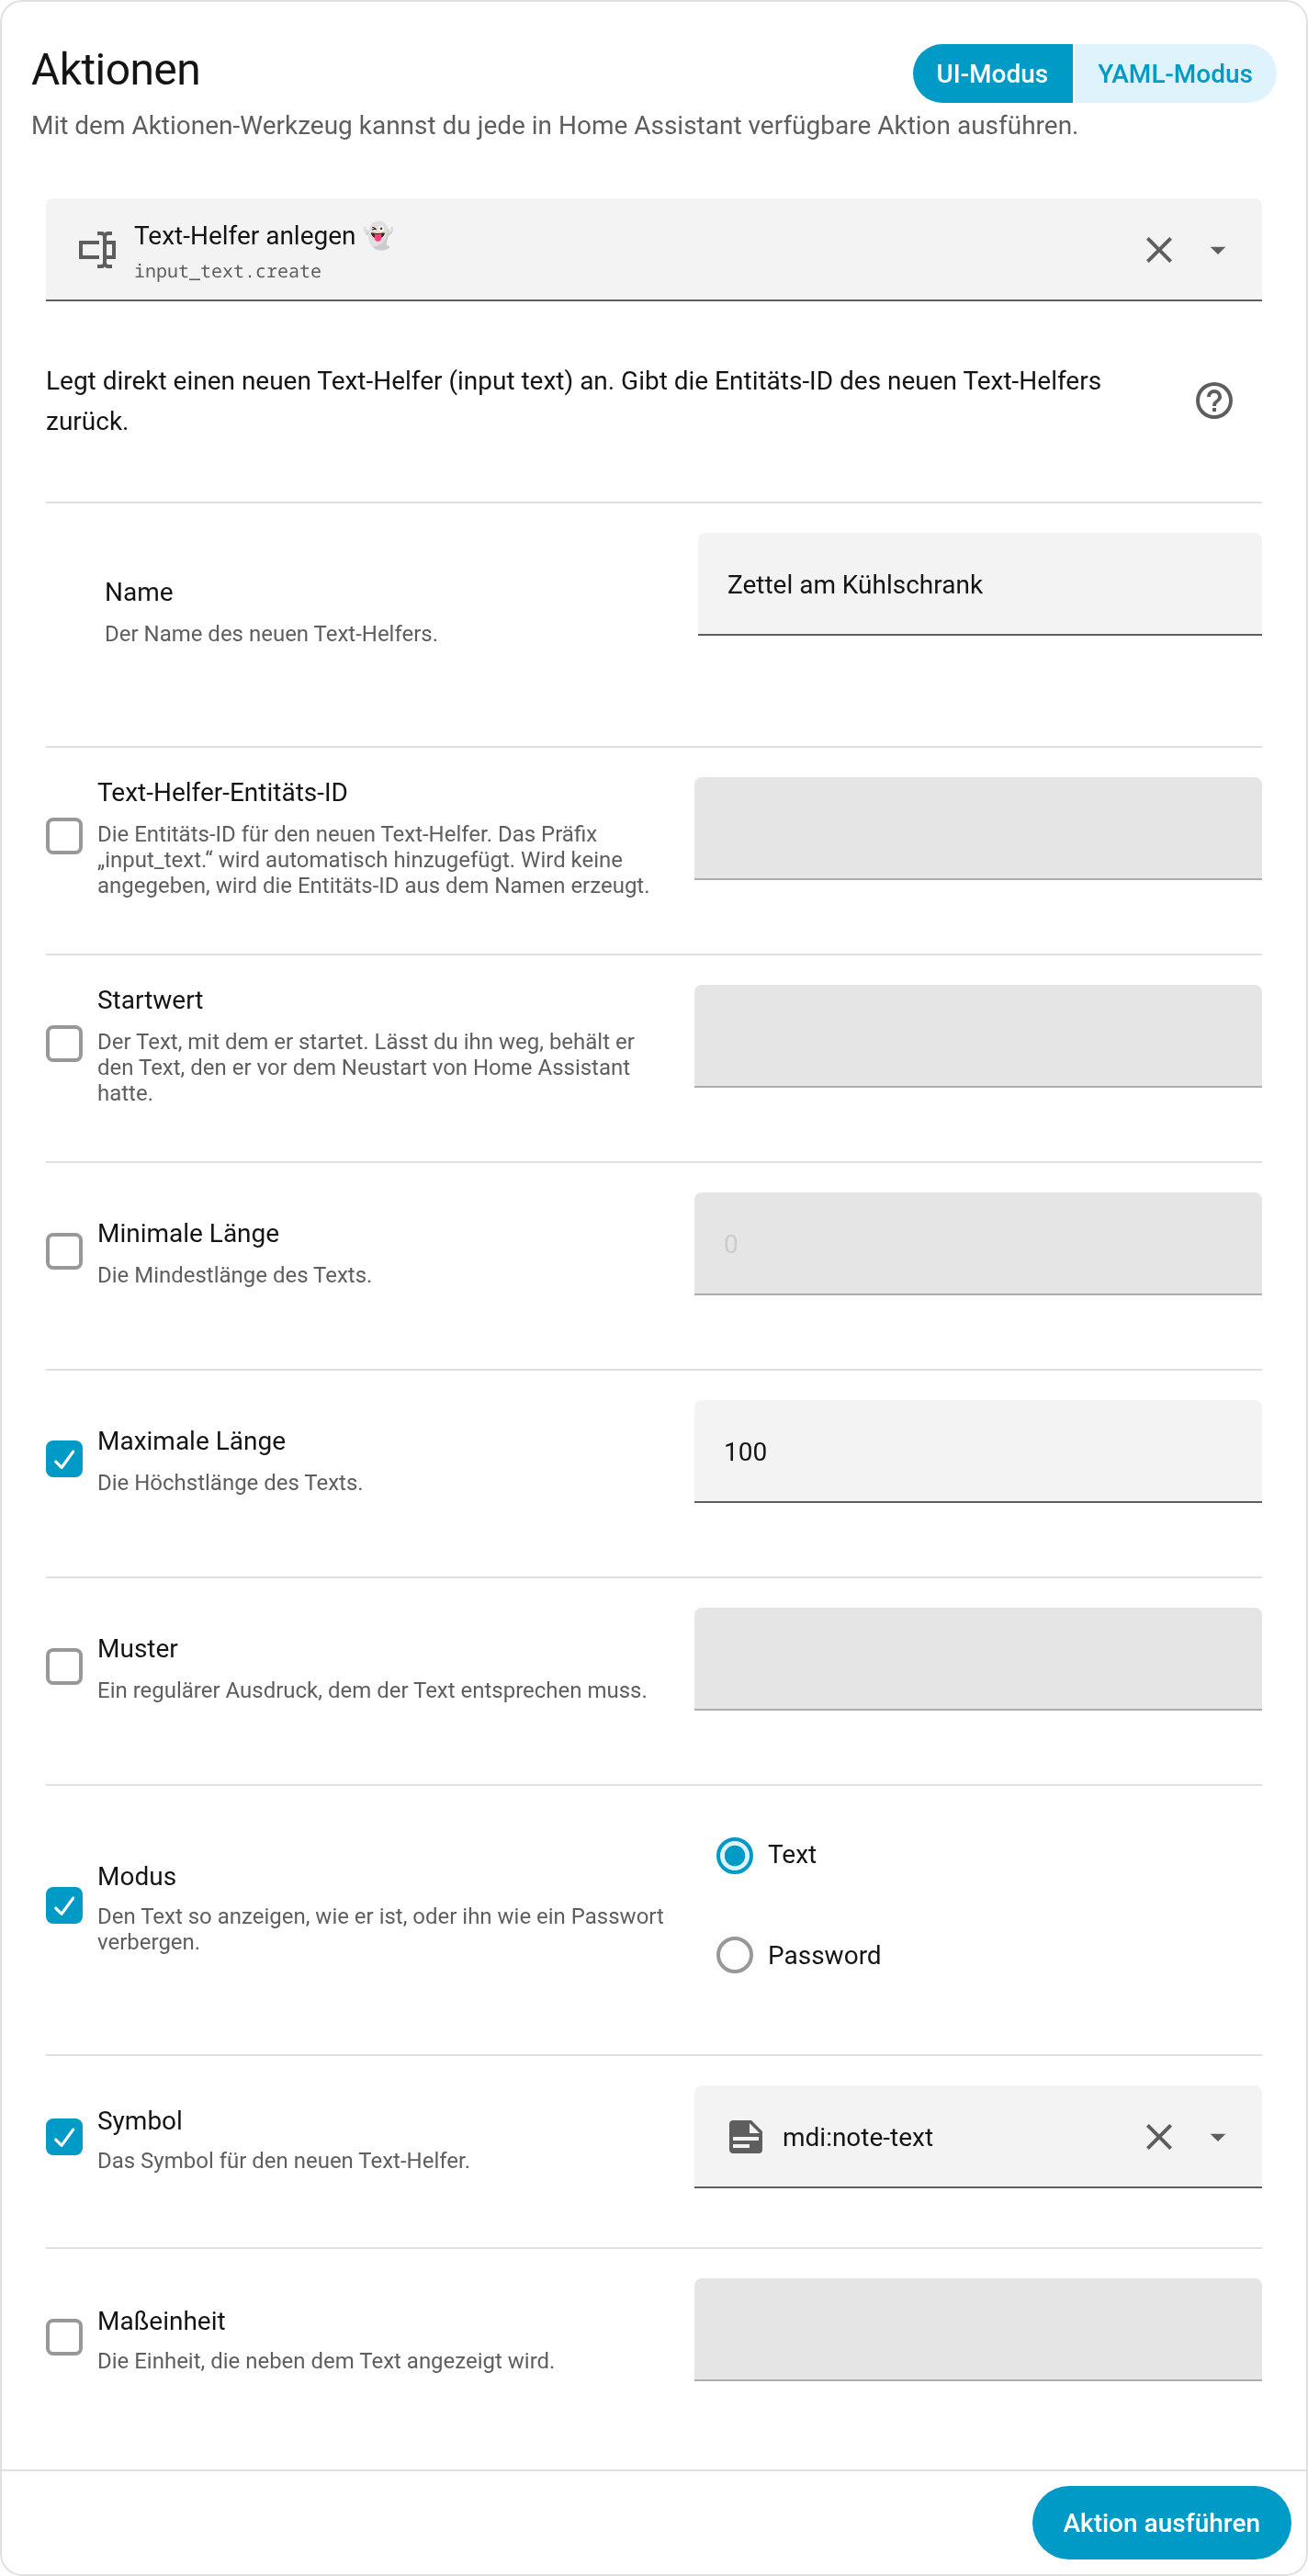 Aktionen
UI-Modus
YAML-Modus
Mit dem Aktionen-Werkzeug kannst du jede in Home Assistant verfügbare Aktion ausführen.
Text-Helfer anlegen 👻
input_text.create
Legt direkt einen neuen Text-Helfer (input text) an. Gibt die Entitäts-ID des neuen Text-Helfers
zurück.
Name
Der Name des neuen Text-Helfers.
Zettel am Kühlschrank
Text-Helfer-Entitäts-ID
Die Entitäts-ID für den neuen Text-Helfer. Das Präfix
„input_text.“ wird automatisch hinzugefügt. Wird keine
angegeben, wird die Entitäts-ID aus dem Namen erzeugt.
Startwert
Der Text, mit dem er startet. Lässt du ihn weg, behält er
den Text, den er vor dem Neustart von Home Assistant
hatte.
Minimale Länge
Die Mindestlänge des Texts.
0
Maximale Länge
Die Höchstlänge des Texts.
100
Muster
Ein regulärer Ausdruck, dem der Text entsprechen muss.
Modus
Den Text so anzeigen, wie er ist, oder ihn wie ein Passwort
verbergen.
Text
Password
Symbol
Das Symbol für den neuen Text-Helfer.
mdi:note-text
Maßeinheit
Die Einheit, die neben dem Text angezeigt wird.
Aktion ausführen